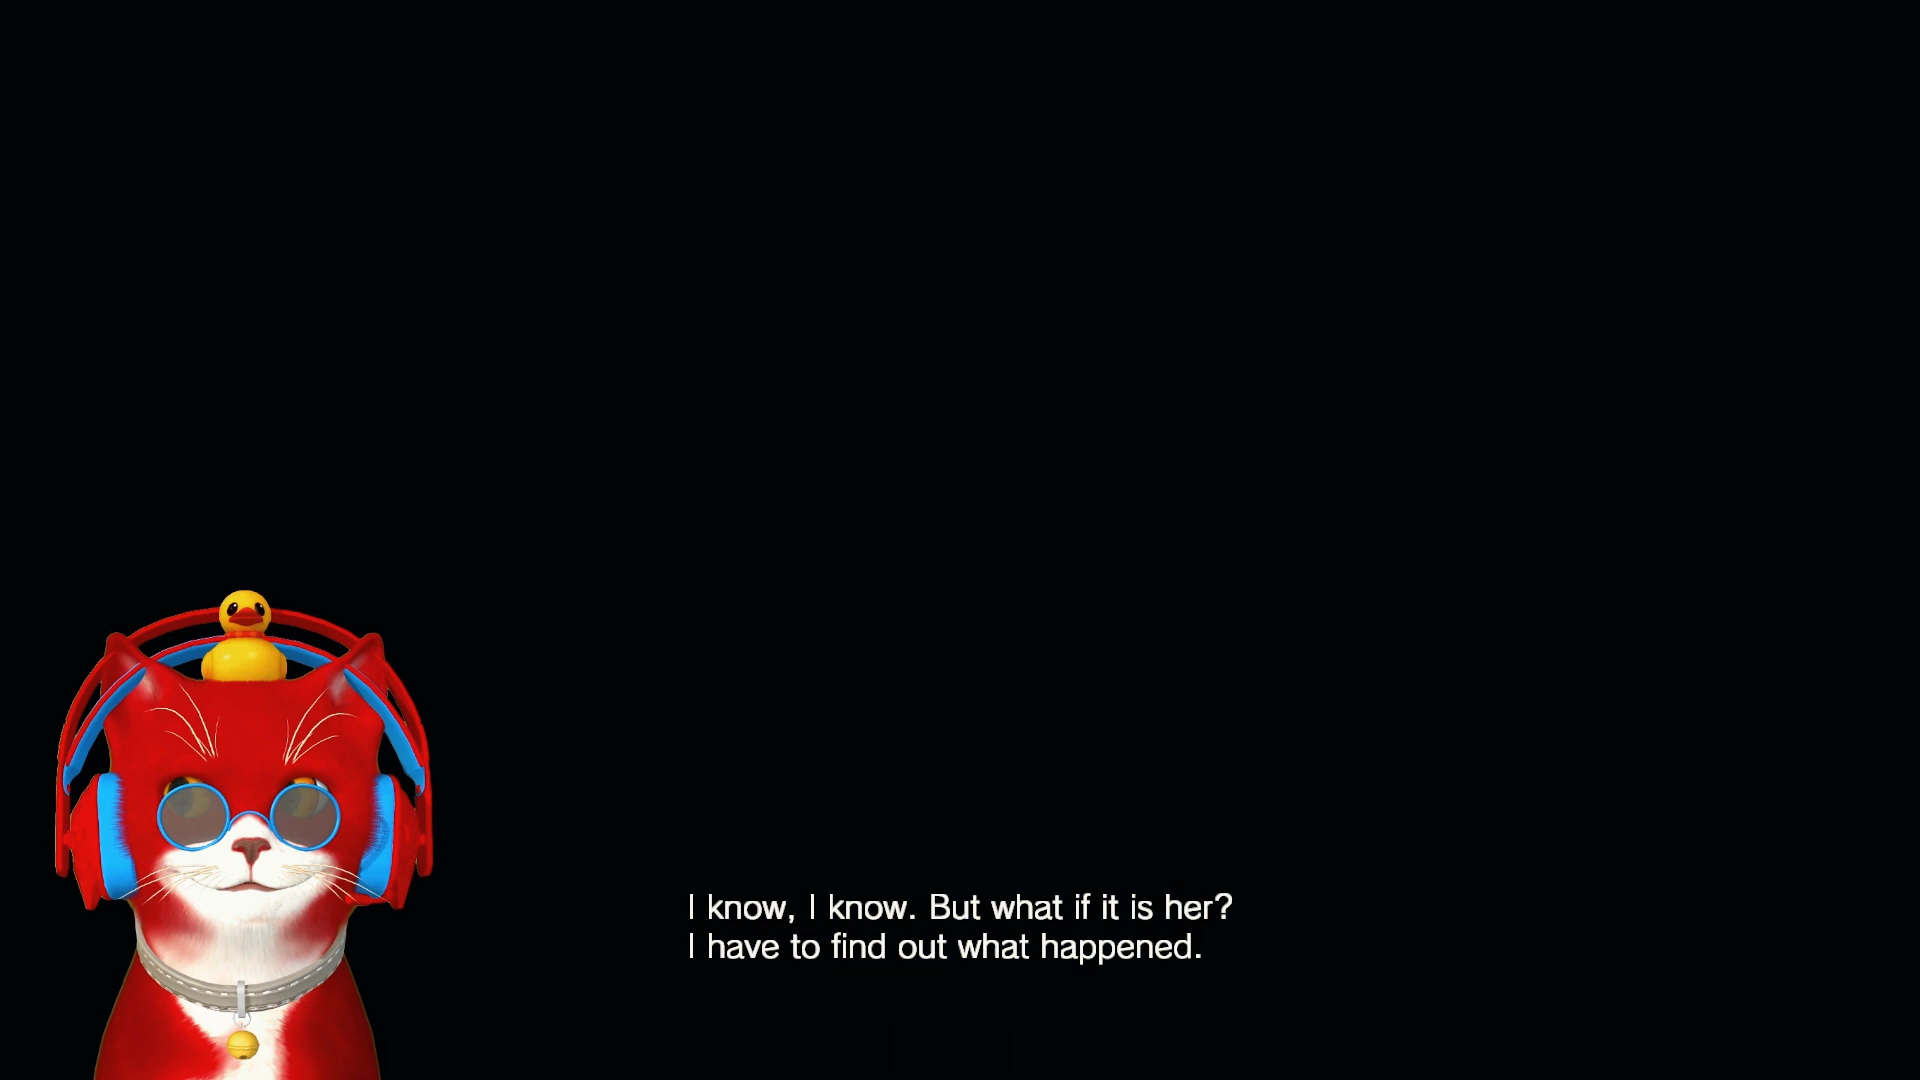 I know, I know. But what if it is her?
I have to find out what happened.